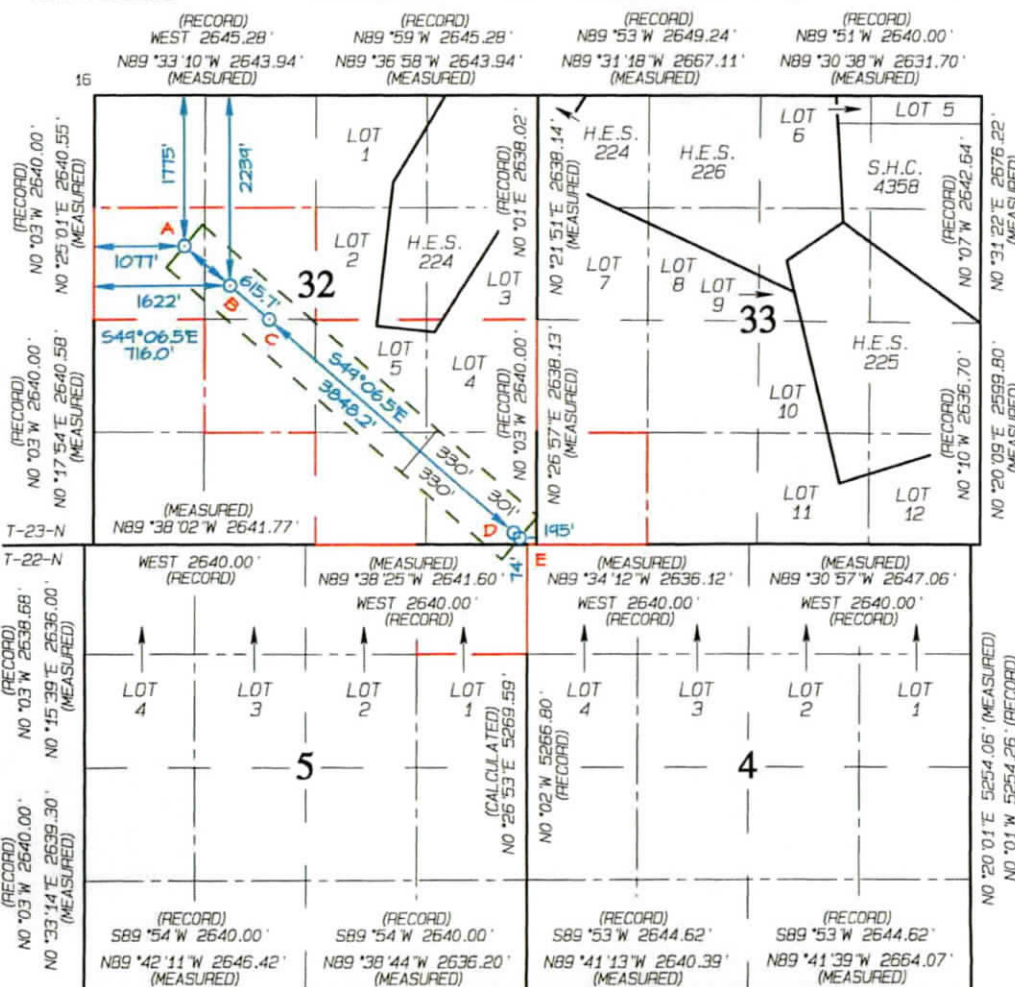 (RECORD)
WEST 2645.28'
N89°33'10"W 2643.94'
(MEASURED)
(RECORD)
N89°59'W 2645.28'
N89°36'58"W 2643.94'
(MEASURED)
(RECORD)
N89°53'W 2649.24'
N89°31'18"W 2667.11'
(MEASURED)
(RECORD)
N89°51'W 2640.00'
N89°30'38"W 2631.70'
(MEASURED)
16
(RECORD)
N0°03'W 2640.00'
N0°25'01"E 2640.55'
(MEASURED)
1775'
2239'
A
1077'
1622'
B
615.7'
C
S49°06.5'E
716.0'
32
LOT
1
LOT
2
H.E.S.
224
LOT
3
N0°01'E 2638.02'
(RECORD)
N0°21'51"E 2638.14'
(MEASURED)
H.E.S.
224
H.E.S.
226
LOT
6
LOT 5
S.H.C.
4358
LOT
7
LOT
8
LOT
9
33
N0°07'W 2642.64'
(RECORD)
N0°31'22"E 2676.22'
(MEASURED)
(RECORD)
N0°03'W 2640.00'
N0°17'54"E 2640.58'
(MEASURED)
LOT
5
LOT
4
S49°06.5'E
3848.2'
330'
330'
301'
D
195'
74'
E
N0°03'W 2640.00'
(RECORD)
N0°26'57"E 2638.13'
(MEASURED)
H.E.S.
225
LOT
10
LOT
11
LOT
12
N0°10'W 2636.70'
(RECORD)
N0°20'09"E 2599.80'
(MEASURED)
(MEASURED)
N89°38'02"W 2641.77'
T-23-N
T-22-N
WEST 2640.00'
(RECORD)
(MEASURED)
N89°38'25"W 2641.60'
WEST 2640.00'
(RECORD)
(MEASURED)
N89°34'12"W 2636.12'
WEST 2640.00'
(RECORD)
(MEASURED)
N89°30'57"W 2647.06'
WEST 2640.00'
(RECORD)
(RECORD)
N0°03'W 2638.68'
N0°15'39"E 2636.00'
(MEASURED)
LOT
4
LOT
3
LOT
2
LOT
1
LOT
4
LOT
3
LOT
2
LOT
1
5
4
(CALCULATED)
N0°26'53"E 5269.59'
N0°02'W 5266.80'
(RECORD)
N0°20'01"E 5254.06' (MEASURED)
N0°01'W 5254.26' (RECORD)
(RECORD)
N0°03'W 2640.00'
N0°33'14"E 2639.30'
(MEASURED)
(RECORD)
S89°54'W 2640.00'
N89°42'11"W 2646.42'
(MEASURED)
(RECORD)
S89°54'W 2640.00'
N89°38'44"W 2636.20'
(MEASURED)
(RECORD)
S89°53'W 2644.62'
N89°41'13"W 2640.39'
(MEASURED)
(RECORD)
S89°53'W 2644.62'
N89°41'39"W 2664.07'
(MEASURED)